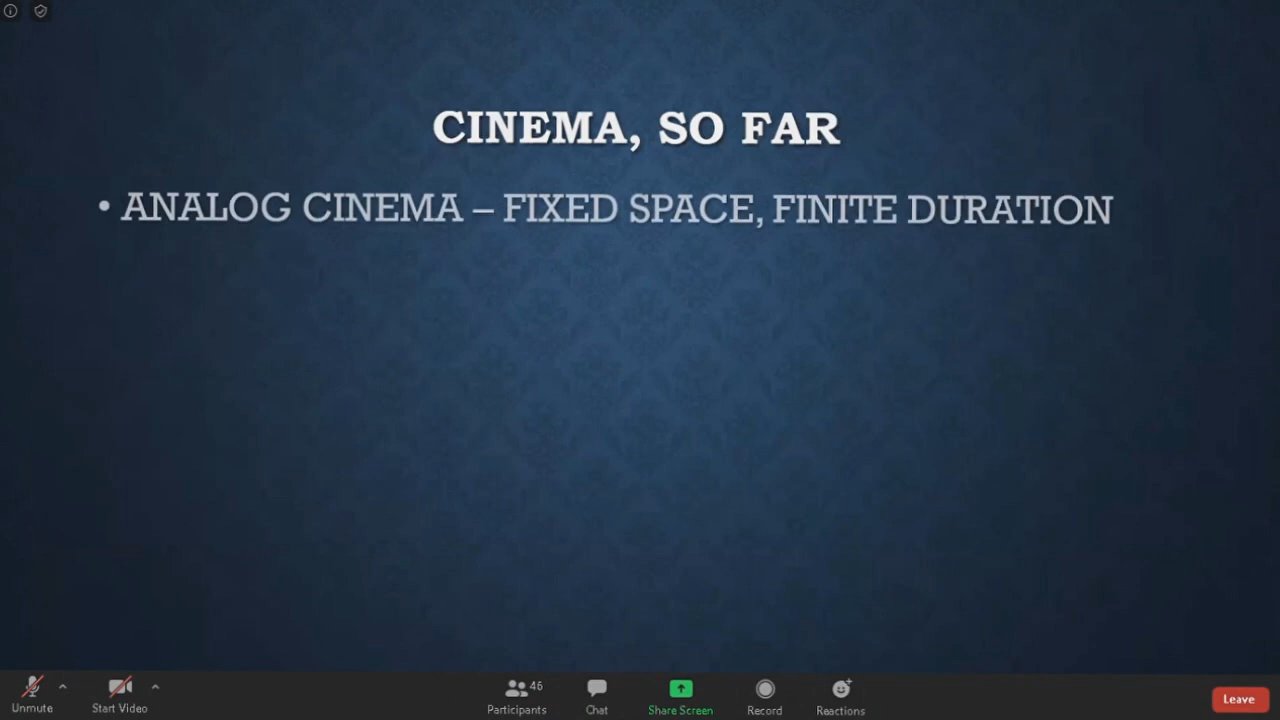 CINEMA, SO FAR
• ANALOG CINEMA – FIXED SPACE, FINITE DURATION
Unmute
Start Video
46
Participants
Chat
Share Screen
Record
Reactions
Leave